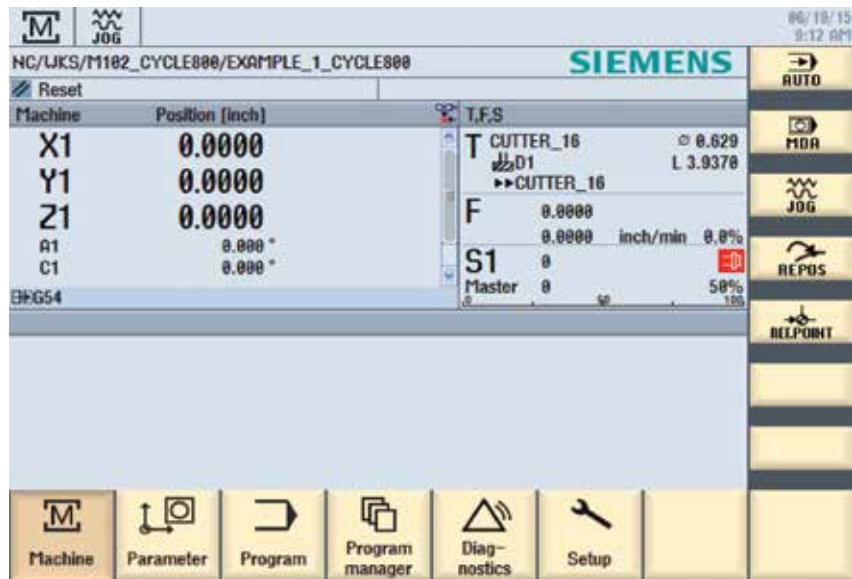 M JOG
06/10/15
9:12 AM
NC/WKS/M102_CYCLE800/EXAMPLE_1_CYCLE800
SIEMENS
Reset
Machine Position [inch]
X1 0.0000
Y1 0.0000
Z1 0.0000
A1 0.000 °
C1 0.000 °
G54
T,F,S
T CUTTER_16 ⌀ 0.629
D1 L 3.9370
▸▸CUTTER_16
F 0.0000
0.0000 inch/min 0.0%
S1 0
Master 0 50%
0 50 100
AUTO
MDA
JOG
REPOS
REF.POINT
M
Machine
Parameter
Program
Program
manager
Diag-
nostics
Setup